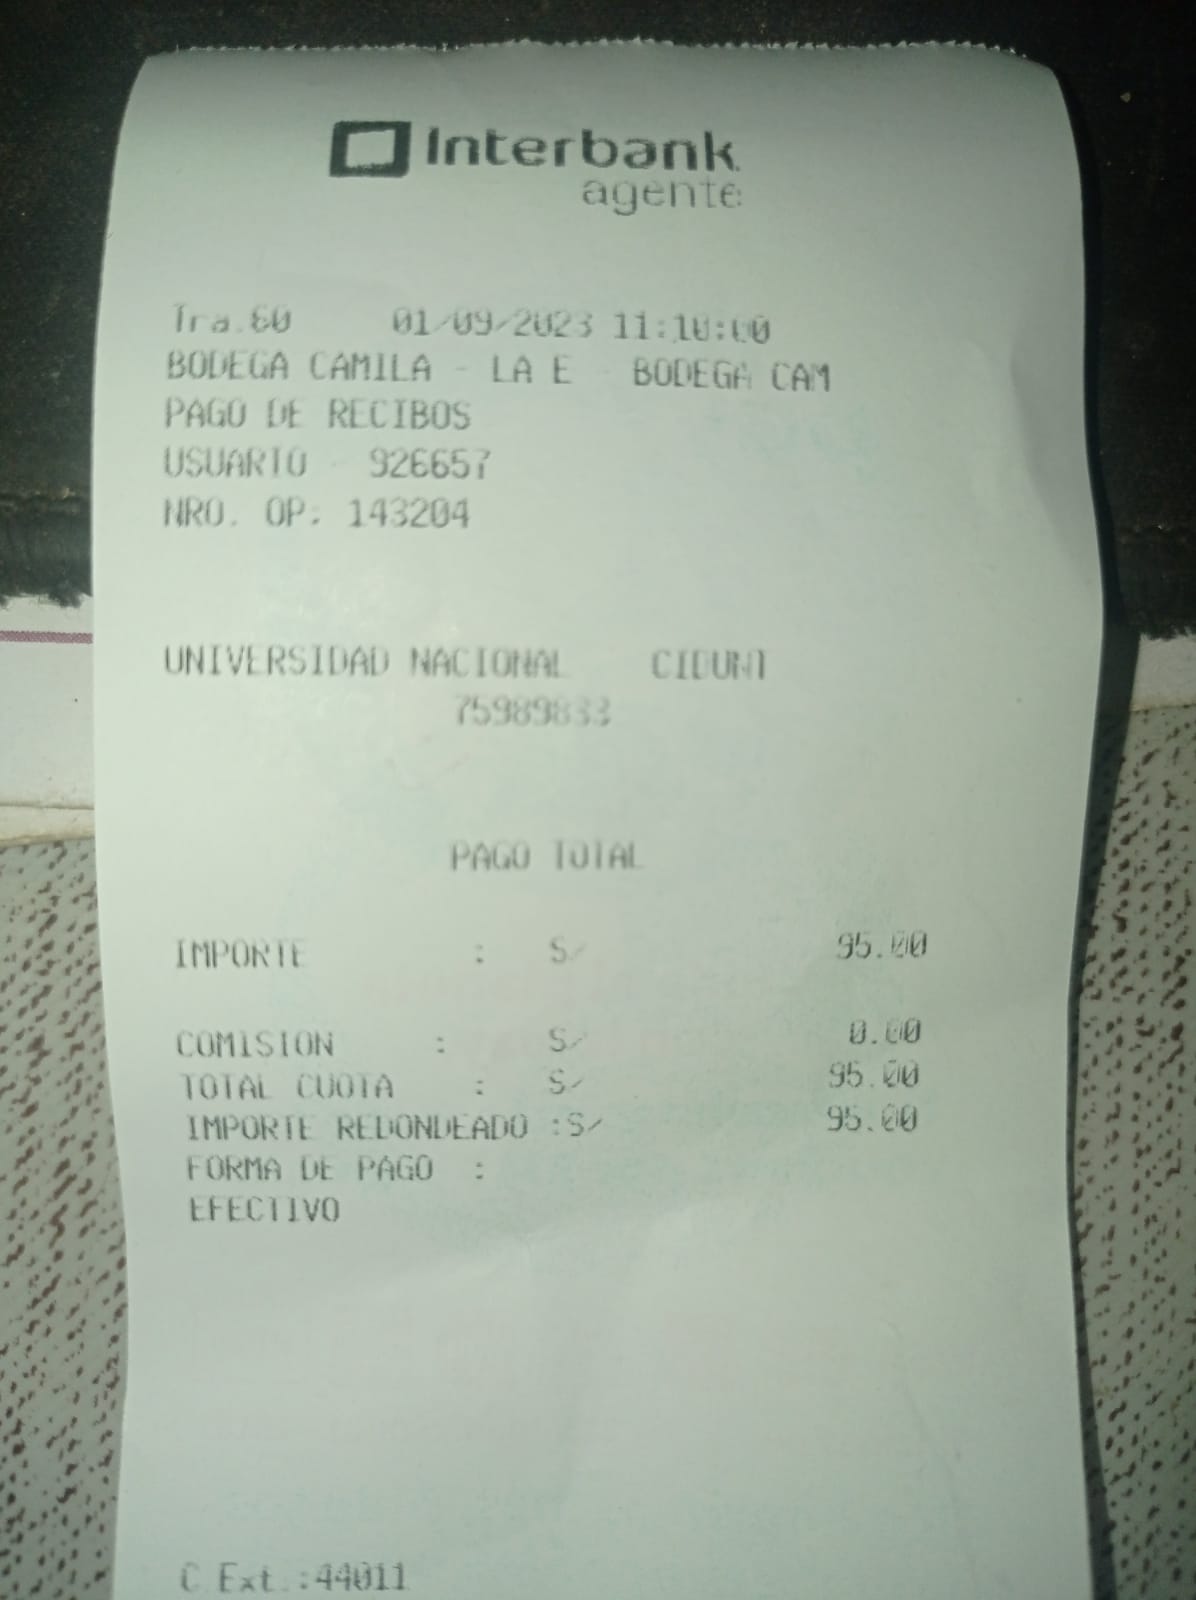 Interbank
agente
Tra.60 01/09/2023 11:18:00
BODEGA CAMILA - LA E - BODEGA CAM
PAGO DE RECIBOS
USUARIO - 926657
NRO. OP: 143204
UNIVERSIDAD NACIONAL CIDUNT
75989833
PAGO TOTAL
IMPORTE : S/ 95.00
COMISION : S/ 0.00
TOTAL CUOTA : S/ 95.00
IMPORTE REDONDEADO :S/ 95.00
FORMA DE PAGO :
EFECTIVO
C Ext.:44011